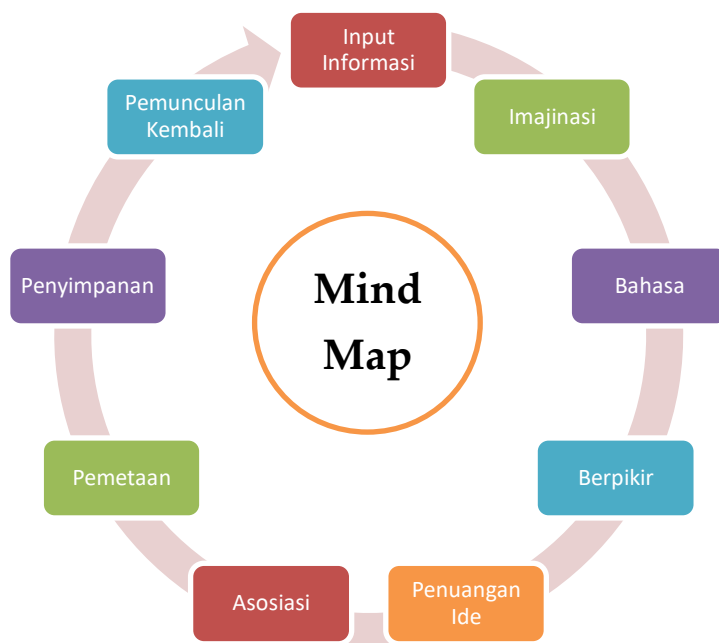 Input
Informasi
Imajinasi
Bahasa
Berpikir
Penuangan
Ide
Asosiasi
Pemetaan
Penyimpanan
Pemunculan
Kembali
Mind
Map